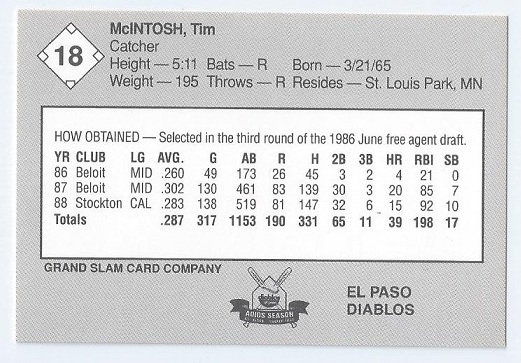 18
McINTOSH, Tim
Catcher
Height — 5:11 Bats — R Born — 3/21/65
Weight — 195 Throws — R Resides — St. Louis Park, MN
HOW OBTAINED — Selected in the third round of the 1986 June free agent draft.
YR CLUB LG AVG. G AB R H 2B 3B HR RBI SB
86 Beloit MID .260 49 173 26 45 3 2 4 21 0
87 Beloit MID .302 130 461 83 139 30 3 20 85 7
88 Stockton CAL .283 138 519 81 147 32 6 15 92 10
Totals .287 317 1153 190 331 65 11 39 198 17
GRAND SLAM CARD COMPANY
ADIOS SEASON
EL PASO
DIABLOS